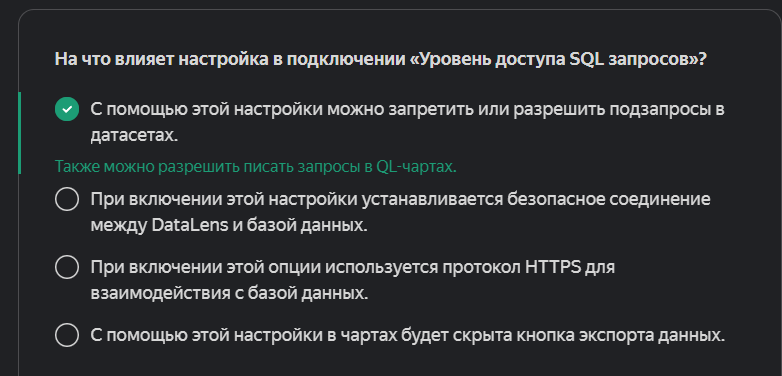 На что влияет настройка в подключении «Уровень доступа SQL запросов»?
С помощью этой настройки можно запретить или разрешить подзапросы в
датасетах.
Также можно разрешить писать запросы в QL-чартах.
При включении этой настройки устанавливается безопасное соединение
между DataLens и базой данных.
При включении этой опции используется протокол HTTPS для
взаимодействия с базой данных.
С помощью этой настройки в чартах будет скрыта кнопка экспорта данных.